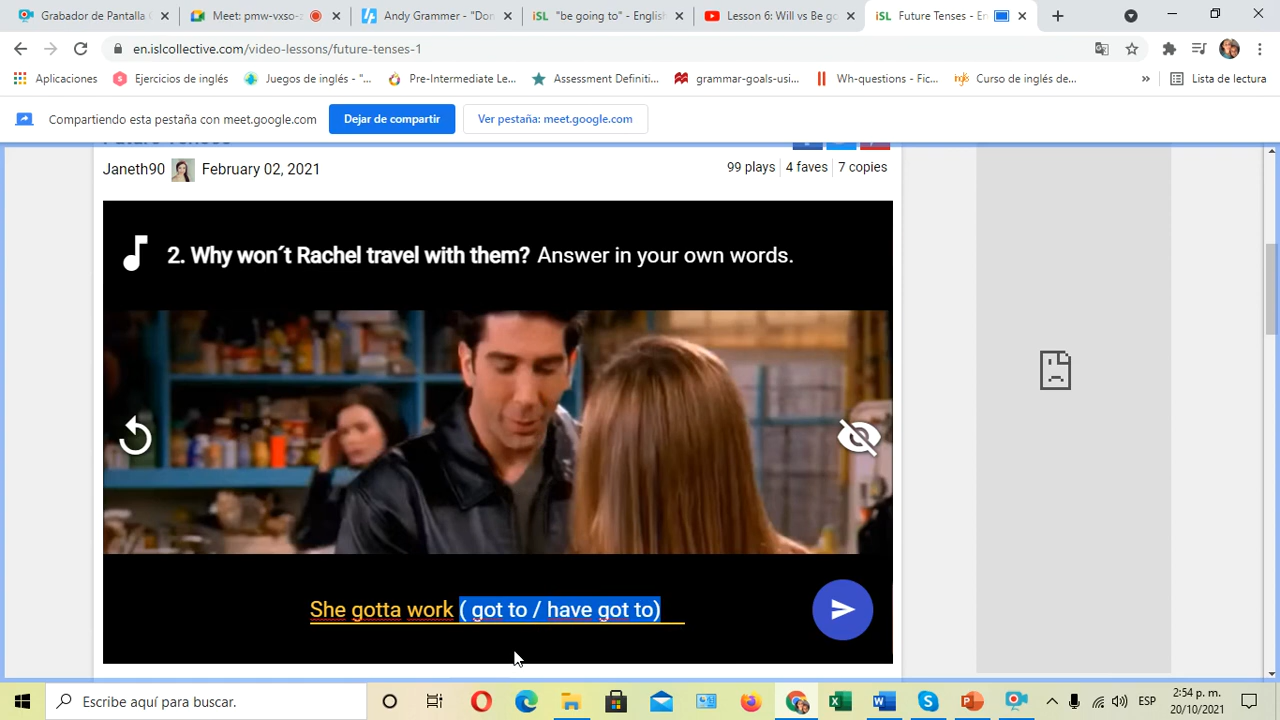 Grabador de Pantalla G
Meet: pmw-vxso-z
Andy Grammer - "Don
"be going to" - English
Lesson 6: Will vs Be go
Future Tenses - En
en.islcollective.com/video-lessons/future-tenses-1
Aplicaciones
Ejercicios de inglés
Juegos de inglés - "...
Pre-Intermediate Le...
Assessment Definiti...
grammar-goals-usi...
Wh-questions - Fic...
Curso de inglés de...
»
Lista de lectura
Compartiendo esta pestaña con meet.google.com
Dejar de compartir
Ver pestaña: meet.google.com
Janeth90
February 02, 2021
99 plays
4 faves
7 copies
2. Why won´t Rachel travel with them? Answer in your own words.
She gotta work ( got to / have got to)
Escribe aquí para buscar.
ESP
2:54 p. m.
20/10/2021